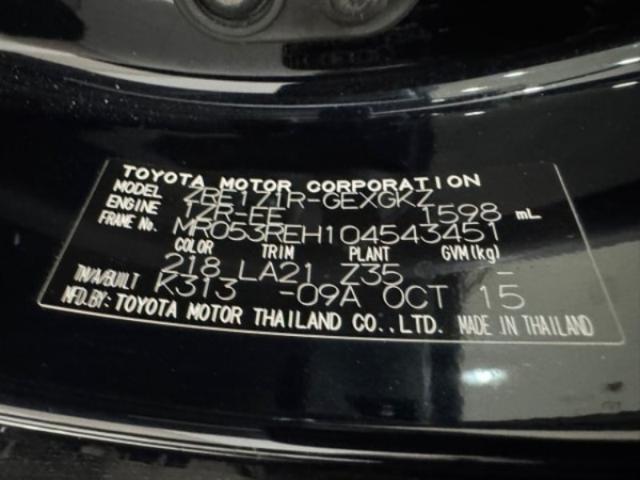 TOYOTA MOTOR CORPORATION
MODEL ZRE171R-GEXGKZ
ENGINE 1ZR-FE 1598 mL
FRAME No. MR053REH104543451
COLOR TRIM PLANT GVM(kg)
218 LA21 Z35 -
TM/A/BUILT K313 -09A OCT 15
MFD.BY: TOYOTA MOTOR THAILAND CO.,LTD. MADE IN THAILAND